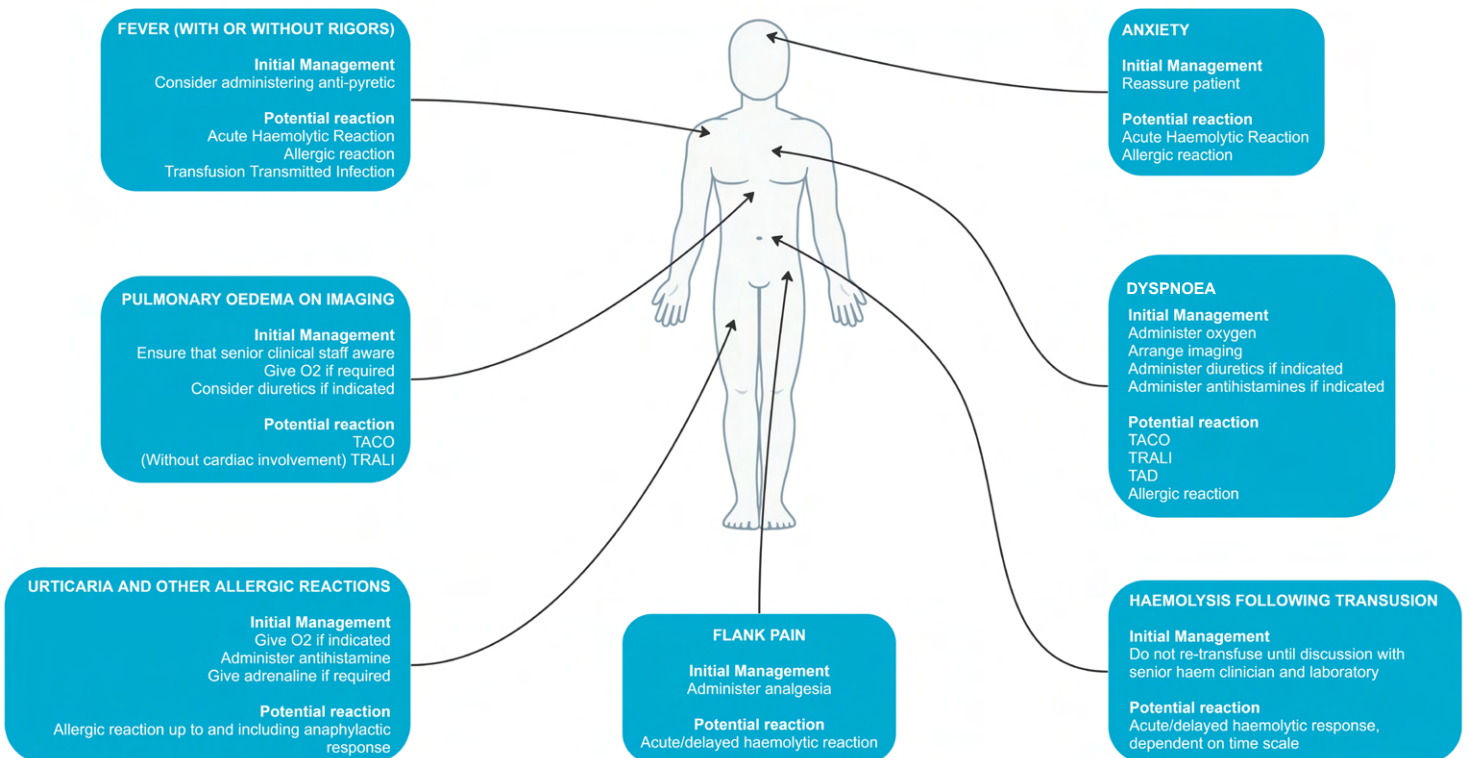 FEVER (WITH OR WITHOUT RIGORS)
Initial Management
Consider administering anti-pyretic
Potential reaction
Acute Haemolytic Reaction
Allergic reaction
Transfusion Transmitted Infection
ANXIETY
Initial Management
Reassure patient
Potential reaction
Acute Haemolytic Reaction
Allergic reaction
PULMONARY OEDEMA ON IMAGING
Initial Management
Ensure that senior clinical staff aware
Give O2 if required
Consider diuretics if indicated
Potential reaction
TACO
(Without cardiac involvement) TRALI
DYSPNOEA
Initial Management
Administer oxygen
Arrange imaging
Administer diuretics if indicated
Administer antihistamines if indicated
Potential reaction
TACO
TRALI
TAD
Allergic reaction
URTICARIA AND OTHER ALLERGIC REACTIONS
Initial Management
Give O2 if indicated
Administer antihistamine
Give adrenaline if required
Potential reaction
Allergic reaction up to and including anaphylactic
response
FLANK PAIN
Initial Management
Administer analgesia
Potential reaction
Acute/delayed haemolytic reaction
HAEMOLYSIS FOLLOWING TRANSUSION
Initial Management
Do not re-transfuse until discussion with
senior haem clinician and laboratory
Potential reaction
Acute/delayed haemolytic response,
dependent on time scale